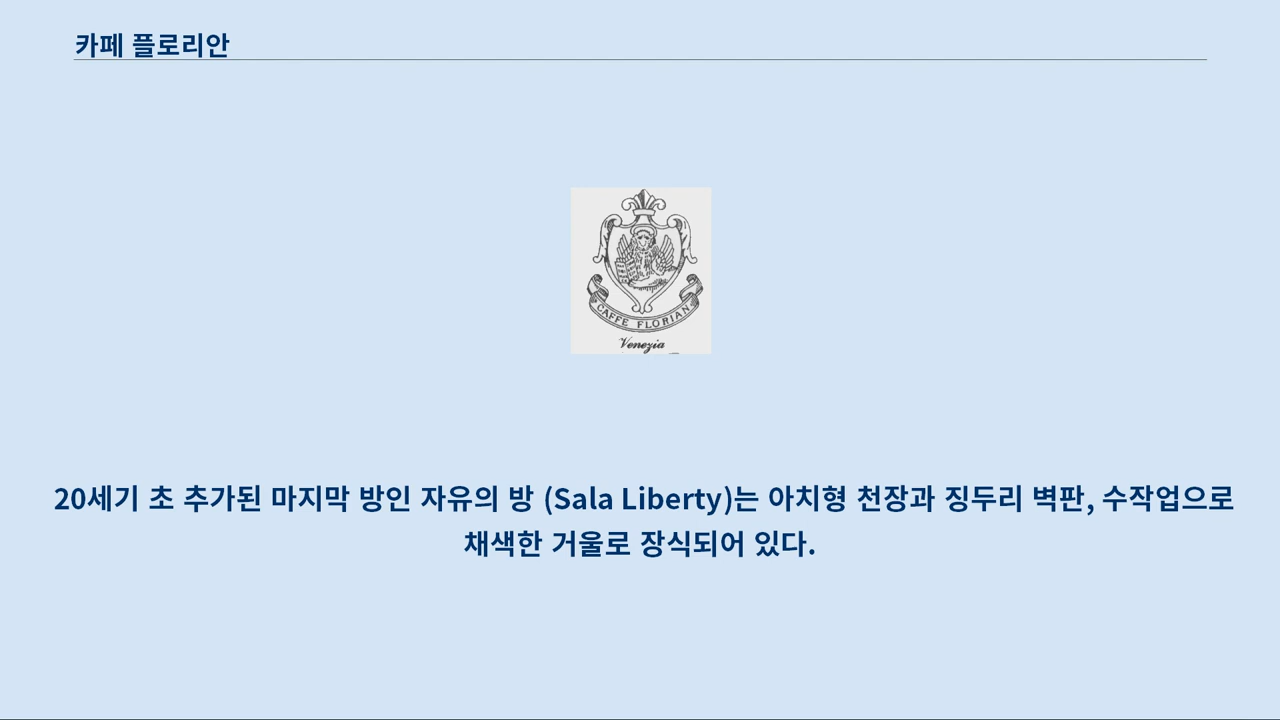 카페 플로리안
CAFFE FLORIAN
Venezia
20세기 초 추가된 마지막 방인 자유의 방 (Sala Liberty)는 아치형 천장과 징두리 벽판, 수작업으로
채색한 거울로 장식되어 있다.